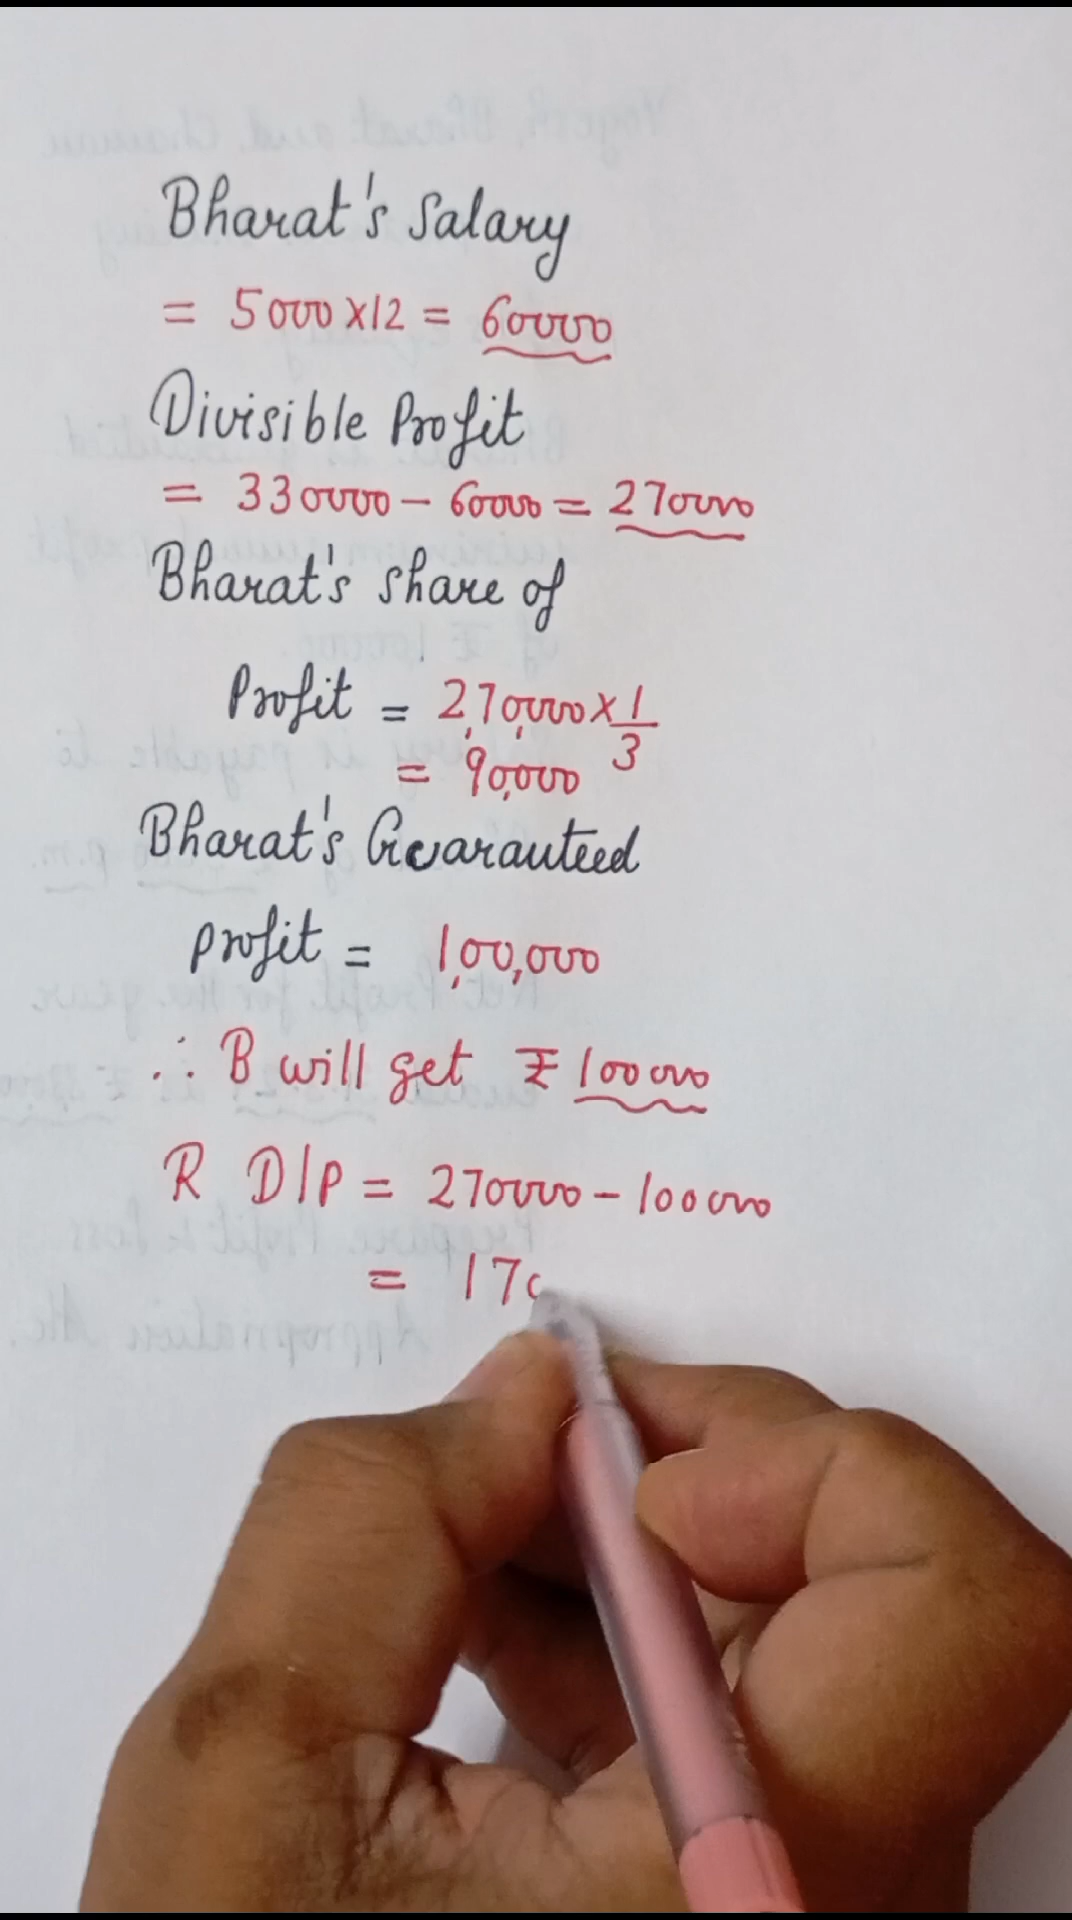 Bharat's Salary
= 5000 x 12 = 60000
Divisible Profit
= 330000 - 60000 = 270000
Bharat's share of
Profit = 2,70,000 x 1/3
= 90,000
Bharat's Guaranteed
profit = 1,00,000
∴ B will get ₹ 100000
R D/P = 270000 - 100000
= 170